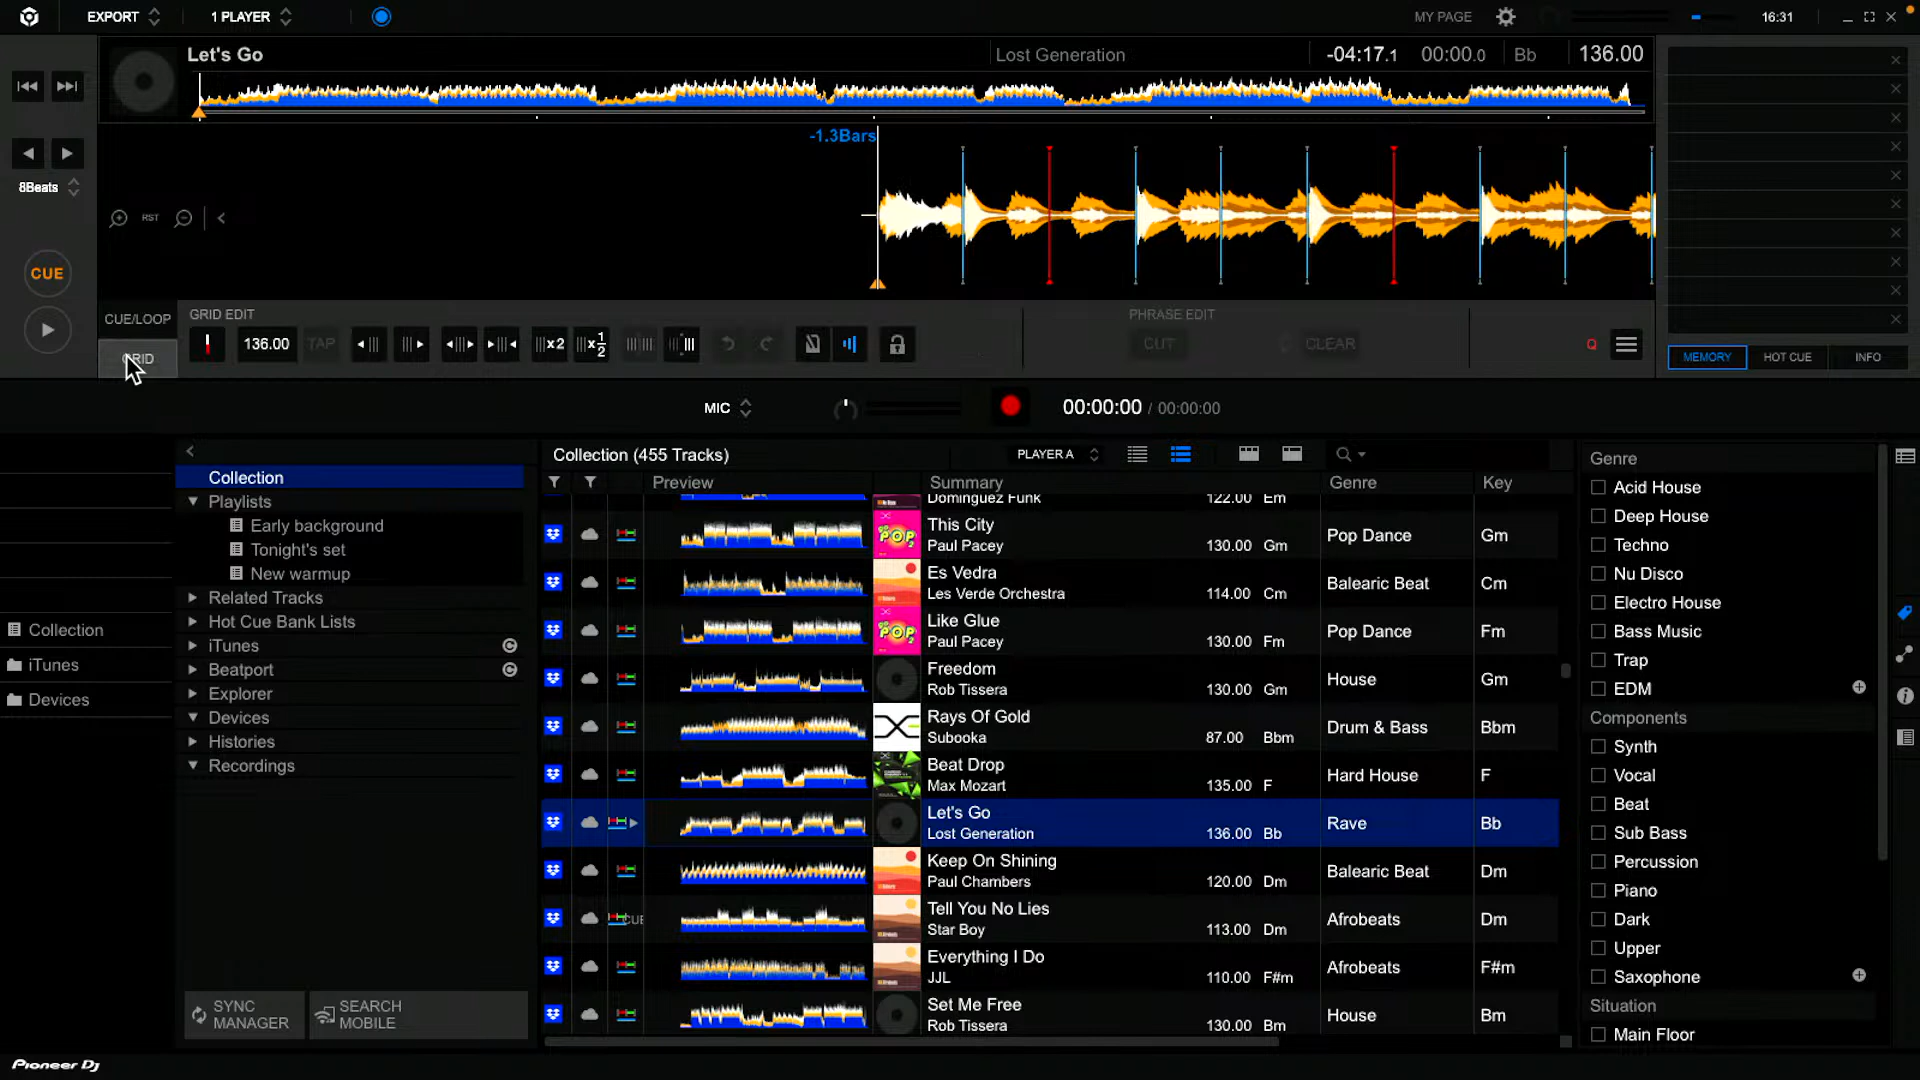 EXPORT 1 PLAYER MY PAGE 16:31
Let's Go Lost Generation -04:17.1 00:00.0 Bb 136.00
-1.3Bars
8Beats
RST
CUE
CUE/LOOP GRID EDIT PHRASE EDIT
GRID 136.00 TAP x2 x1/2 CUT CLEAR Q
MEMORY HOT CUE INFO
MIC 00:00:00 / 00:00:00
Collection
iTunes
Devices
Collection
Playlists
Early background
Tonight's set
New warmup
Related Tracks
Hot Cue Bank Lists
iTunes
Beatport
Explorer
Devices
Histories
Recordings
SYNC MANAGER
SEARCH MOBILE
Collection (455 Tracks) PLAYER A
Preview Summary Genre Key
Dominguez Funk 122.00 Em
This City
Paul Pacey 130.00 Gm Pop Dance Gm
Es Vedra
Les Verde Orchestra 114.00 Cm Balearic Beat Cm
Like Glue
Paul Pacey 130.00 Fm Pop Dance Fm
Freedom
Rob Tissera 130.00 Gm House Gm
Rays Of Gold
Subooka 87.00 Bbm Drum & Bass Bbm
Beat Drop
Max Mozart 135.00 F Hard House F
Let's Go
Lost Generation 136.00 Bb Rave Bb
Keep On Shining
Paul Chambers 120.00 Dm Balearic Beat Dm
Tell You No Lies
Star Boy 113.00 Dm Afrobeats Dm
Everything I Do
JJL 110.00 F#m Afrobeats F#m
Set Me Free
Rob Tissera 130.00 Bm House Bm
Genre
Acid House
Deep House
Techno
Nu Disco
Electro House
Bass Music
Trap
EDM
Components
Synth
Vocal
Beat
Sub Bass
Percussion
Piano
Dark
Upper
Saxophone
Situation
Main Floor
Pioneer Dj